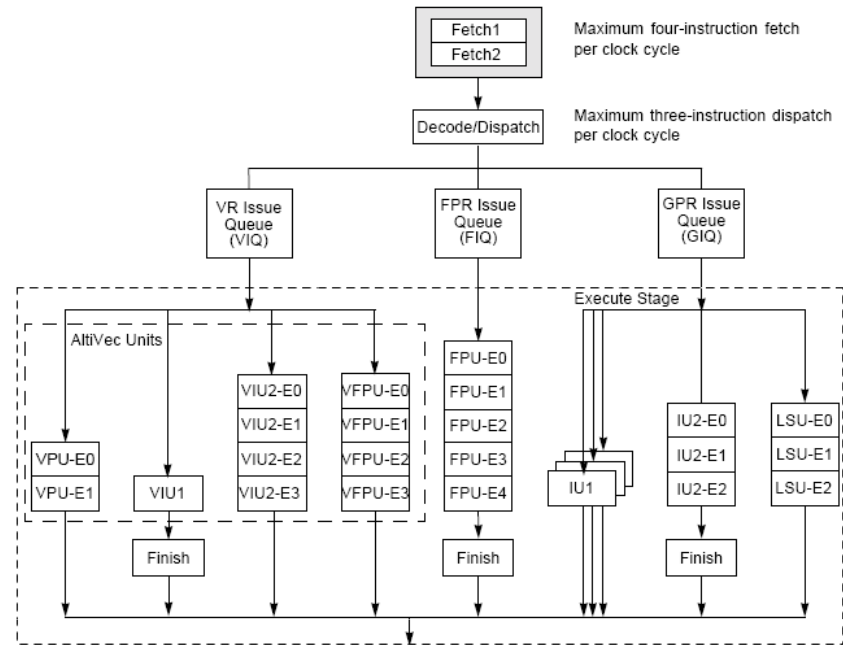 Fetch1
Fetch2
Maximum four-instruction fetch
per clock cycle
Decode/Dispatch
Maximum three-instruction dispatch
per clock cycle
VR Issue
Queue
(VIQ)
FPR Issue
Queue
(FIQ)
GPR Issue
Queue
(GIQ)
Execute Stage
AltiVec Units
VPU-E0
VPU-E1
VIU1
Finish
VIU2-E0
VIU2-E1
VIU2-E2
VIU2-E3
VFPU-E0
VFPU-E1
VFPU-E2
VFPU-E3
FPU-E0
FPU-E1
FPU-E2
FPU-E3
FPU-E4
Finish
IU1
IU2-E0
IU2-E1
IU2-E2
Finish
LSU-E0
LSU-E1
LSU-E2